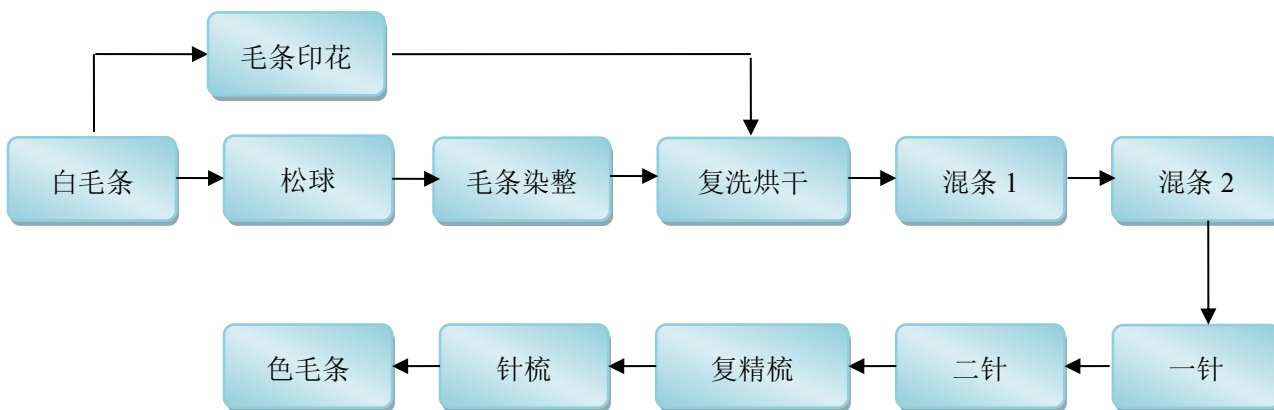 毛条印花
白毛条
松球
毛条染整
复洗烘干
混条 1
混条 2
色毛条
针梳
复精梳
二针
一针